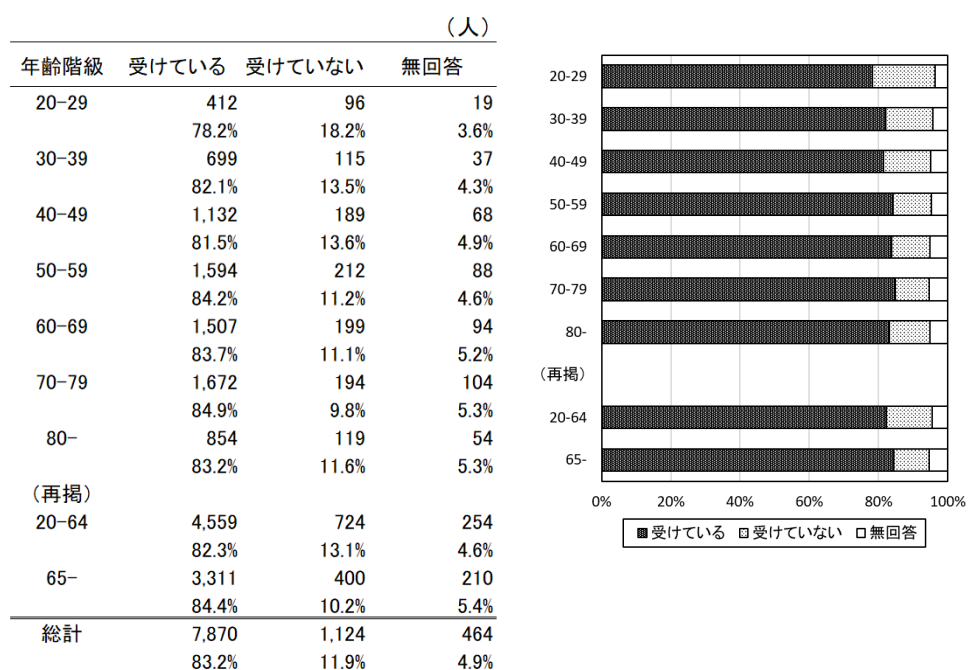 （人）
年齢階級 受けている 受けていない 無回答
20-29 412 96 19
78.2% 18.2% 3.6%
30-39 699 115 37
82.1% 13.5% 4.3%
40-49 1,132 189 68
81.5% 13.6% 4.9%
50-59 1,594 212 88
84.2% 11.2% 4.6%
60-69 1,507 199 94
83.7% 11.1% 5.2%
70-79 1,672 194 104
84.9% 9.8% 5.3%
80- 854 119 54
83.2% 11.6% 5.3%
（再掲）
20-64 4,559 724 254
82.3% 13.1% 4.6%
65- 3,311 400 210
84.4% 10.2% 5.4%
総計 7,870 1,124 464
83.2% 11.9% 4.9%
20-29
30-39
40-49
50-59
60-69
70-79
80-
（再掲）
20-64
65-
0% 20% 40% 60% 80% 100%
受けている 受けていない 無回答